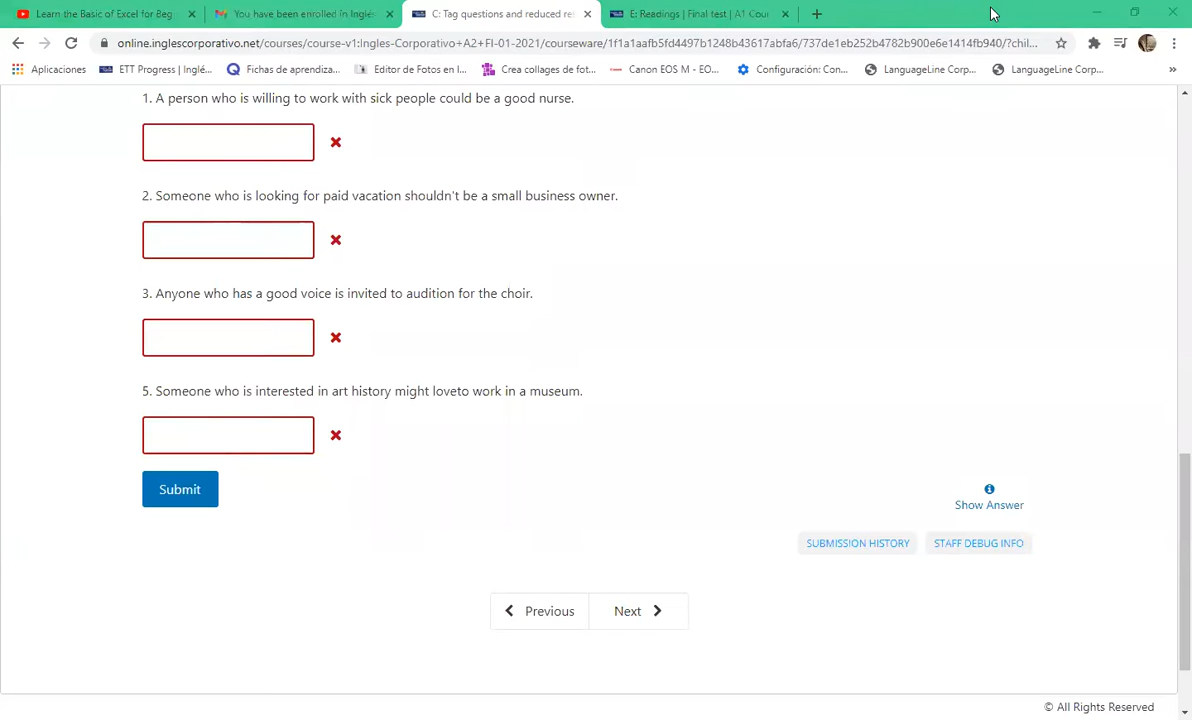 Learn the Basic of Excel for Beg
You have been enrolled in Inglés
C: Tag questions and reduced re
E: Readings | Final test | A1 Cour
online.inglescorporativo.net/courses/course-v1:Ingles-Corporativo+A2+FI-01-2021/courseware/1f1a1aafb5fd4497b1248b43617abfa6/737de1eb252b4782b900e6e1414fb940/?chil...
Aplicaciones
ETT Progress | Inglé...
Fichas de aprendiza...
Editor de Fotos en l...
Crea collages de fot...
Canon EOS M - EO...
Configuración: Con...
LanguageLine Corp...
LanguageLine Corp...
1. A person who is willing to work with sick people could be a good nurse.
2. Someone who is looking for paid vacation shouldn't be a small business owner.
3. Anyone who has a good voice is invited to audition for the choir.
5. Someone who is interested in art history might loveto work in a museum.
Submit
Show Answer
SUBMISSION HISTORY
STAFF DEBUG INFO
Previous
Next
© All Rights Reserved